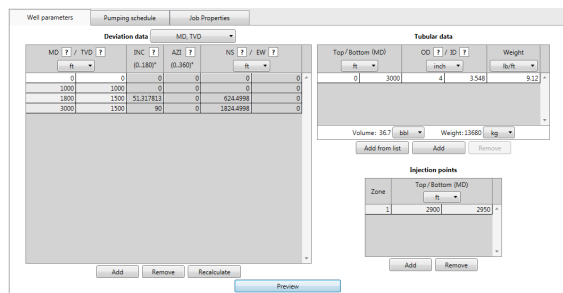 Well parameters Pumping schedule Job Properties
Deviation data MD, TVD
MD ? / TVD ? INC ? AZI ? NS ? / EW ?
ft (0..180)° (0..360)° ft
0 0 0 0 0 0
1000 1000 0 0 0 0
1800 1500 51,317813 0 624.4998 0
3000 1500 90 0 1824.4998 0
Add Remove Recalculate
Tubular data
Top/Bottom (MD) OD ? / ID ? Weight
ft inch lb/ft
0 3000 4 3.548 9.12
Volume: 36.7 bbl Weight:13680 kg
Add from list Add Remove
Injection points
Zone Top/Bottom (MD)
ft
1 2900 2950
Add Remove
Preview